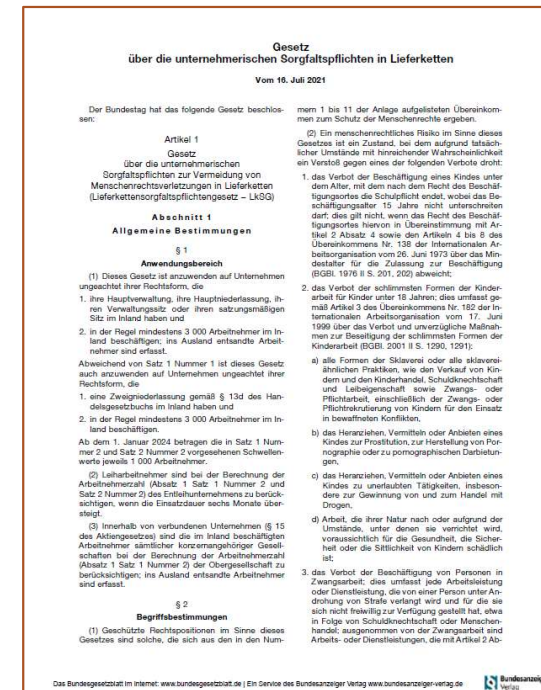 Gesetz
über die unternehmerischen Sorgfaltspflichten in Lieferketten
Vom 16. Juli 2021
Der Bundestag hat das folgende Gesetz beschlos-
sen:
Artikel 1
Gesetz
über die unternehmerischen
Sorgfaltspflichten zur Vermeidung von
Menschenrechtsverletzungen in Lieferketten
(Lieferkettensorgfaltspflichtengesetz – LkSG)
Abschnitt 1
Allgemeine Bestimmungen
§ 1
Anwendungsbereich
(1) Dieses Gesetz ist anzuwenden auf Unternehmen
ungeachtet ihrer Rechtsform, die
1. ihre Hauptverwaltung, ihre Hauptniederlassung, ih-
ren Verwaltungssitz oder ihren satzungsmäßigen
Sitz im Inland haben und
2. in der Regel mindestens 3 000 Arbeitnehmer im In-
land beschäftigen; ins Ausland entsandte Arbeit-
nehmer sind erfasst.
Abweichend von Satz 1 Nummer 1 ist dieses Gesetz
auch anzuwenden auf Unternehmen ungeachtet ihrer
Rechtsform, die
1. eine Zweigniederlassung gemäß § 13d des Han-
delsgesetzbuchs im Inland haben und
2. in der Regel mindestens 3 000 Arbeitnehmer im In-
land beschäftigen.
Ab dem 1. Januar 2024 betragen die in Satz 1 Num-
mer 2 und Satz 2 Nummer 2 vorgesehenen Schwellen-
werte jeweils 1 000 Arbeitnehmer.
(2) Leiharbeitnehmer sind bei der Berechnung der
Arbeitnehmerzahl (Absatz 1 Satz 1 Nummer 2 und
Satz 2 Nummer 2) des Entleihunternehmens zu berück-
sichtigen, wenn die Einsatzdauer sechs Monate über-
steigt.
(3) Innerhalb von verbundenen Unternehmen (§ 15
des Aktiengesetzes) sind die im Inland beschäftigten
Arbeitnehmer sämtlicher konzernangehöriger Gesell-
schaften bei der Berechnung der Arbeitnehmerzahl
(Absatz 1 Satz 1 Nummer 2) der Obergesellschaft zu
berücksichtigen; ins Ausland entsandte Arbeitnehmer
sind erfasst.
§ 2
Begriffsbestimmungen
(1) Geschützte Rechtspositionen im Sinne dieses
Gesetzes sind solche, die sich aus den in den Num-
mern 1 bis 11 der Anlage aufgelisteten Übereinkom-
men zum Schutz der Menschenrechte ergeben.
(2) Ein menschenrechtliches Risiko im Sinne dieses
Gesetzes ist ein Zustand, bei dem aufgrund tatsäch-
licher Umstände mit hinreichender Wahrscheinlichkeit
ein Verstoß gegen eines der folgenden Verbote droht:
1. das Verbot der Beschäftigung eines Kindes unter
dem Alter, mit dem nach dem Recht des Beschäf-
tigungsortes die Schulpflicht endet, wobei das Be-
schäftigungsalter 15 Jahre nicht unterschreiten
darf; dies gilt nicht, wenn das Recht des Beschäf-
tigungsortes hiervon in Übereinstimmung mit Ar-
tikel 2 Absatz 4 sowie den Artikeln 4 bis 8 des
Übereinkommens Nr. 138 der Internationalen Ar-
beitsorganisation vom 26. Juni 1973 über das Min-
destalter für die Zulassung zur Beschäftigung
(BGBl. 1976 II S. 201, 202) abweicht;
2. das Verbot der schlimmsten Formen der Kinder-
arbeit für Kinder unter 18 Jahren; dies umfasst ge-
mäß Artikel 3 des Übereinkommens Nr. 182 der In-
ternationalen Arbeitsorganisation vom 17. Juni
1999 über das Verbot und unverzügliche Maßnah-
men zur Beseitigung der schlimmsten Formen der
Kinderarbeit (BGBl. 2001 II S. 1290, 1291):
a) alle Formen der Sklaverei oder alle sklaverei-
ähnlichen Praktiken, wie den Verkauf von Kin-
dern und den Kinderhandel, Schuldknechtschaft
und Leibeigenschaft sowie Zwangs- oder
Pflichtarbeit, einschließlich der Zwangs- oder
Pflichtrekrutierung von Kindern für den Einsatz
in bewaffneten Konflikten,
b) das Heranziehen, Vermitteln oder Anbieten eines
Kindes zur Prostitution, zur Herstellung von Por-
nographie oder zu pornographischen Darbietun-
gen,
c) das Heranziehen, Vermitteln oder Anbieten eines
Kindes zu unerlaubten Tätigkeiten, insbeson-
dere zur Gewinnung von und zum Handel mit
Drogen,
d) Arbeit, die ihrer Natur nach oder aufgrund der
Umstände, unter denen sie verrichtet wird,
voraussichtlich für die Gesundheit, die Sicher-
heit oder die Sittlichkeit von Kindern schädlich
ist;
3. das Verbot der Beschäftigung von Personen in
Zwangsarbeit; dies umfasst jede Arbeitsleistung
oder Dienstleistung, die von einer Person unter An-
drohung von Strafe verlangt wird und für die sie
sich nicht freiwillig zur Verfügung gestellt hat, etwa
in Folge von Schuldknechtschaft oder Menschen-
handel; ausgenommen von der Zwangsarbeit sind
Arbeits- oder Dienstleistungen, die mit Artikel 2 Ab-
Das Bundesgesetzblatt im Internet: www.bundesgesetzblatt.de | Ein Service des Bundesanzeiger Verlag www.bundesanzeiger-verlag.de
Bundesanzeiger
Verlag